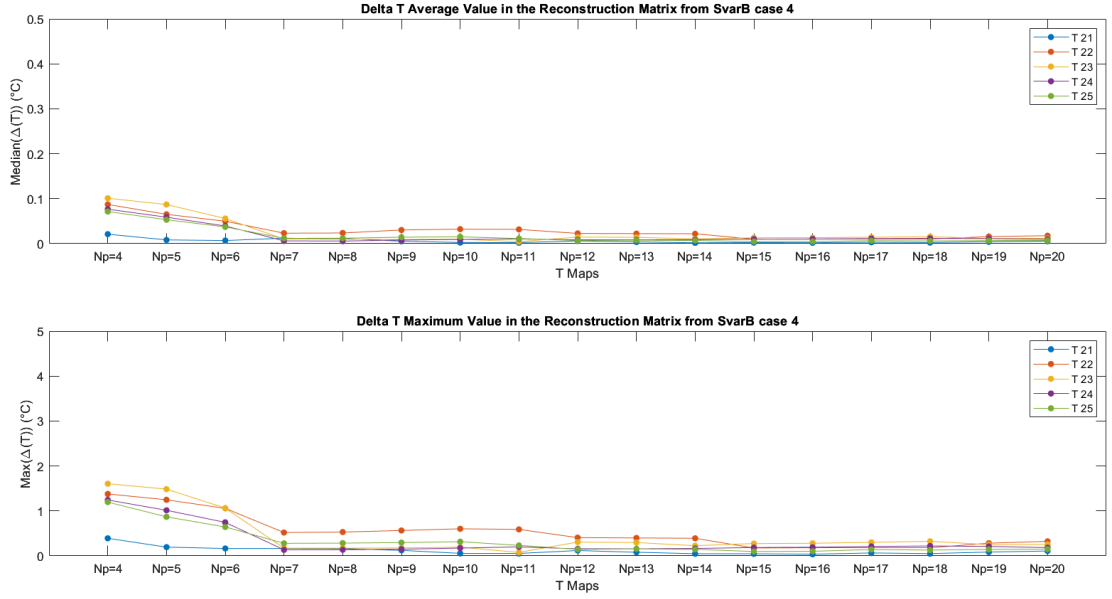 Delta T Average Value in the Reconstruction Matrix from SvarB case 4
Median(Δ(T)) (°C)
0.5
0.4
0.3
0.2
0.1
0
T 21
T 22
T 23
T 24
T 25
Np=4 Np=5 Np=6 Np=7 Np=8 Np=9 Np=10 Np=11 Np=12 Np=13 Np=14 Np=15 Np=16 Np=17 Np=18 Np=19 Np=20
T Maps
Delta T Maximum Value in the Reconstruction Matrix from SvarB case 4
Max(Δ(T)) (°C)
5
4
3
2
1
0
T 21
T 22
T 23
T 24
T 25
Np=4 Np=5 Np=6 Np=7 Np=8 Np=9 Np=10 Np=11 Np=12 Np=13 Np=14 Np=15 Np=16 Np=17 Np=18 Np=19 Np=20
T Maps